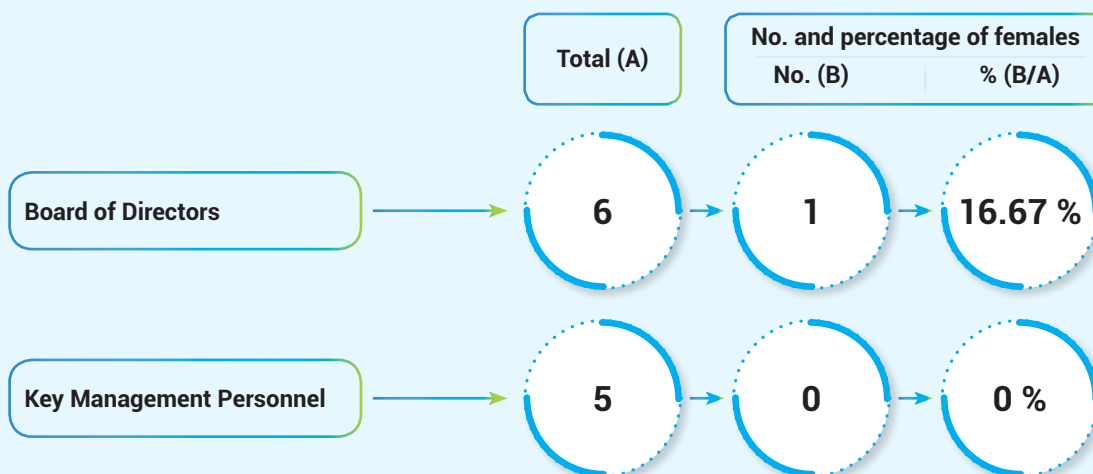 Total (A)
No. and percentage of females
No. (B)
% (B/A)
Board of Directors
6
1
16.67 %
Key Management Personnel
5
0
0 %